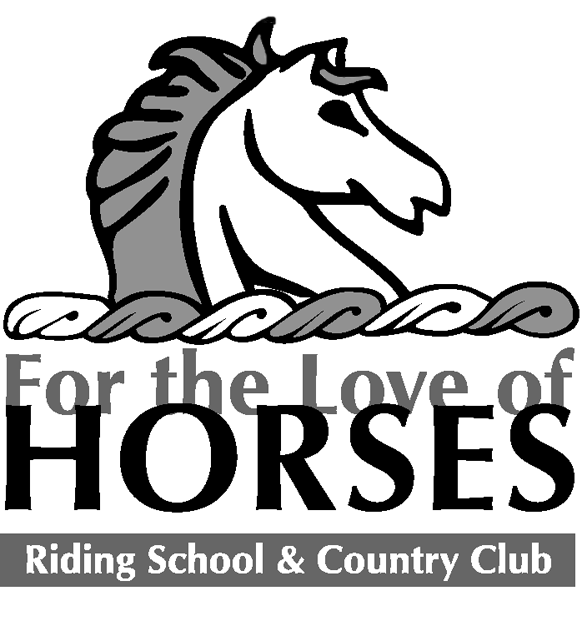 For the Love of
HORSES
Riding School & Country Club